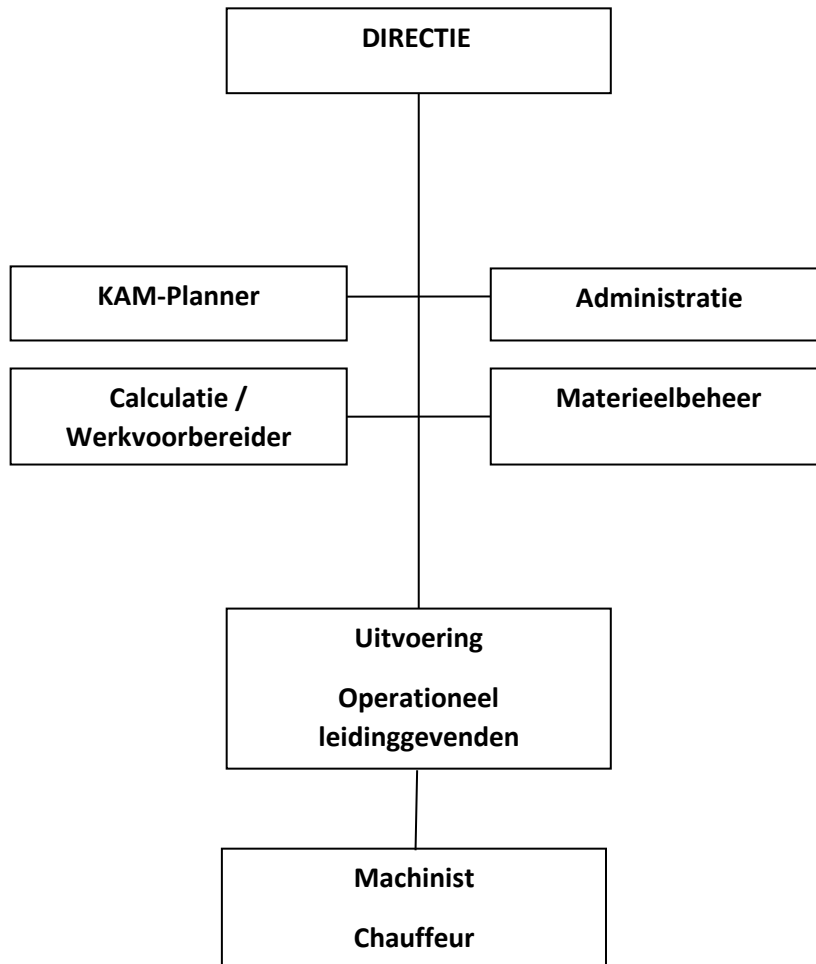 DIRECTIE
KAM-Planner
Administratie
Calculatie /
Werkvoorbereider
Materieelbeheer
Uitvoering
Operationeel
leidinggevenden
Machinist
Chauffeur